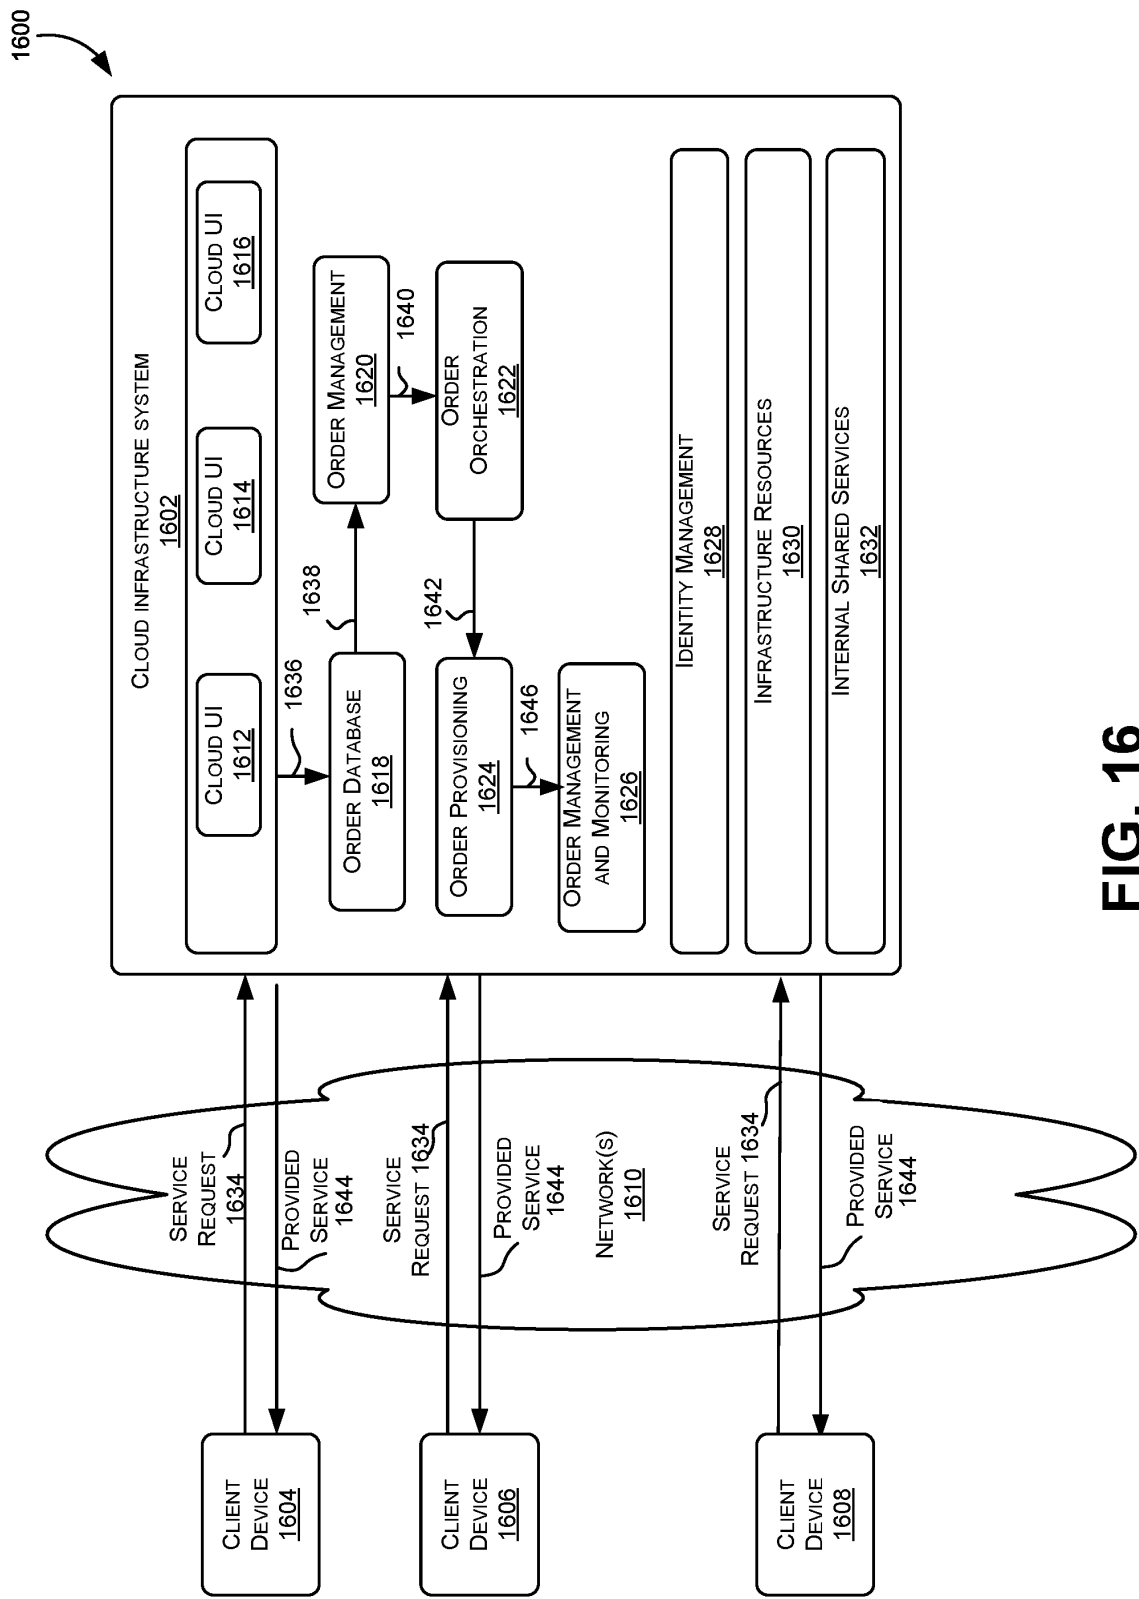 1600
CLOUD INFRASTRUCTURE SYSTEM
1602
CLOUD UI
1612
CLOUD UI
1614
CLOUD UI
1616
1636
ORDER DATABASE
1618
1638
ORDER MANAGEMENT
1620
1640
ORDER
ORCHESTRATION
1622
1642
ORDER PROVISIONING
1624
1646
ORDER MANAGEMENT
AND MONITORING
1626
IDENTITY MANAGEMENT
1628
INFRASTRUCTURE RESOURCES
1630
INTERNAL SHARED SERVICES
1632
SERVICE
REQUEST
1634
PROVIDED
SERVICE
1644
SERVICE
REQUEST 1634
PROVIDED
SERVICE
1644
NETWORK(S)
1610
SERVICE
REQUEST 1634
PROVIDED
SERVICE
1644
CLIENT
DEVICE
1604
CLIENT
DEVICE
1606
CLIENT
DEVICE
1608
FIG. 16